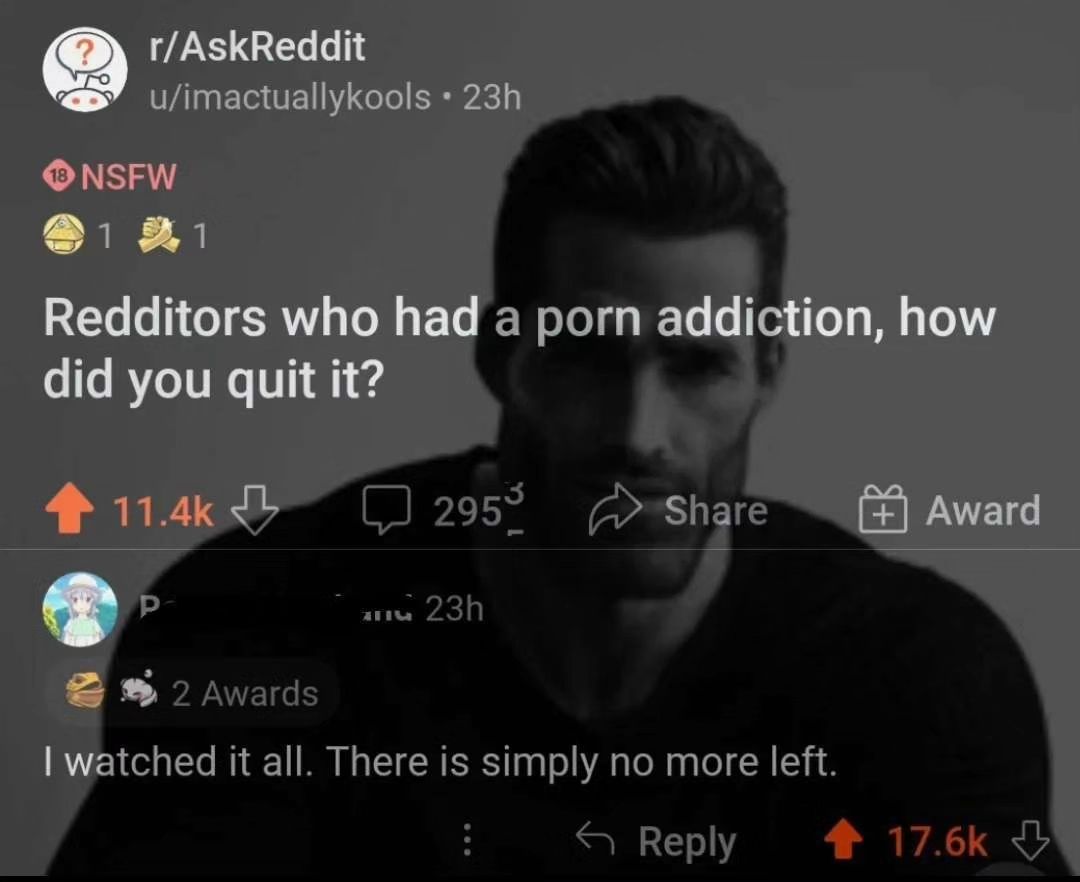 r/AskReddit
u/imactuallykools • 23h
18 NSFW
1 1
Redditors who had a porn addiction, how
did you quit it?
11.4k 295 Share Award
23h
2 Awards
I watched it all. There is simply no more left.
Reply 17.6k